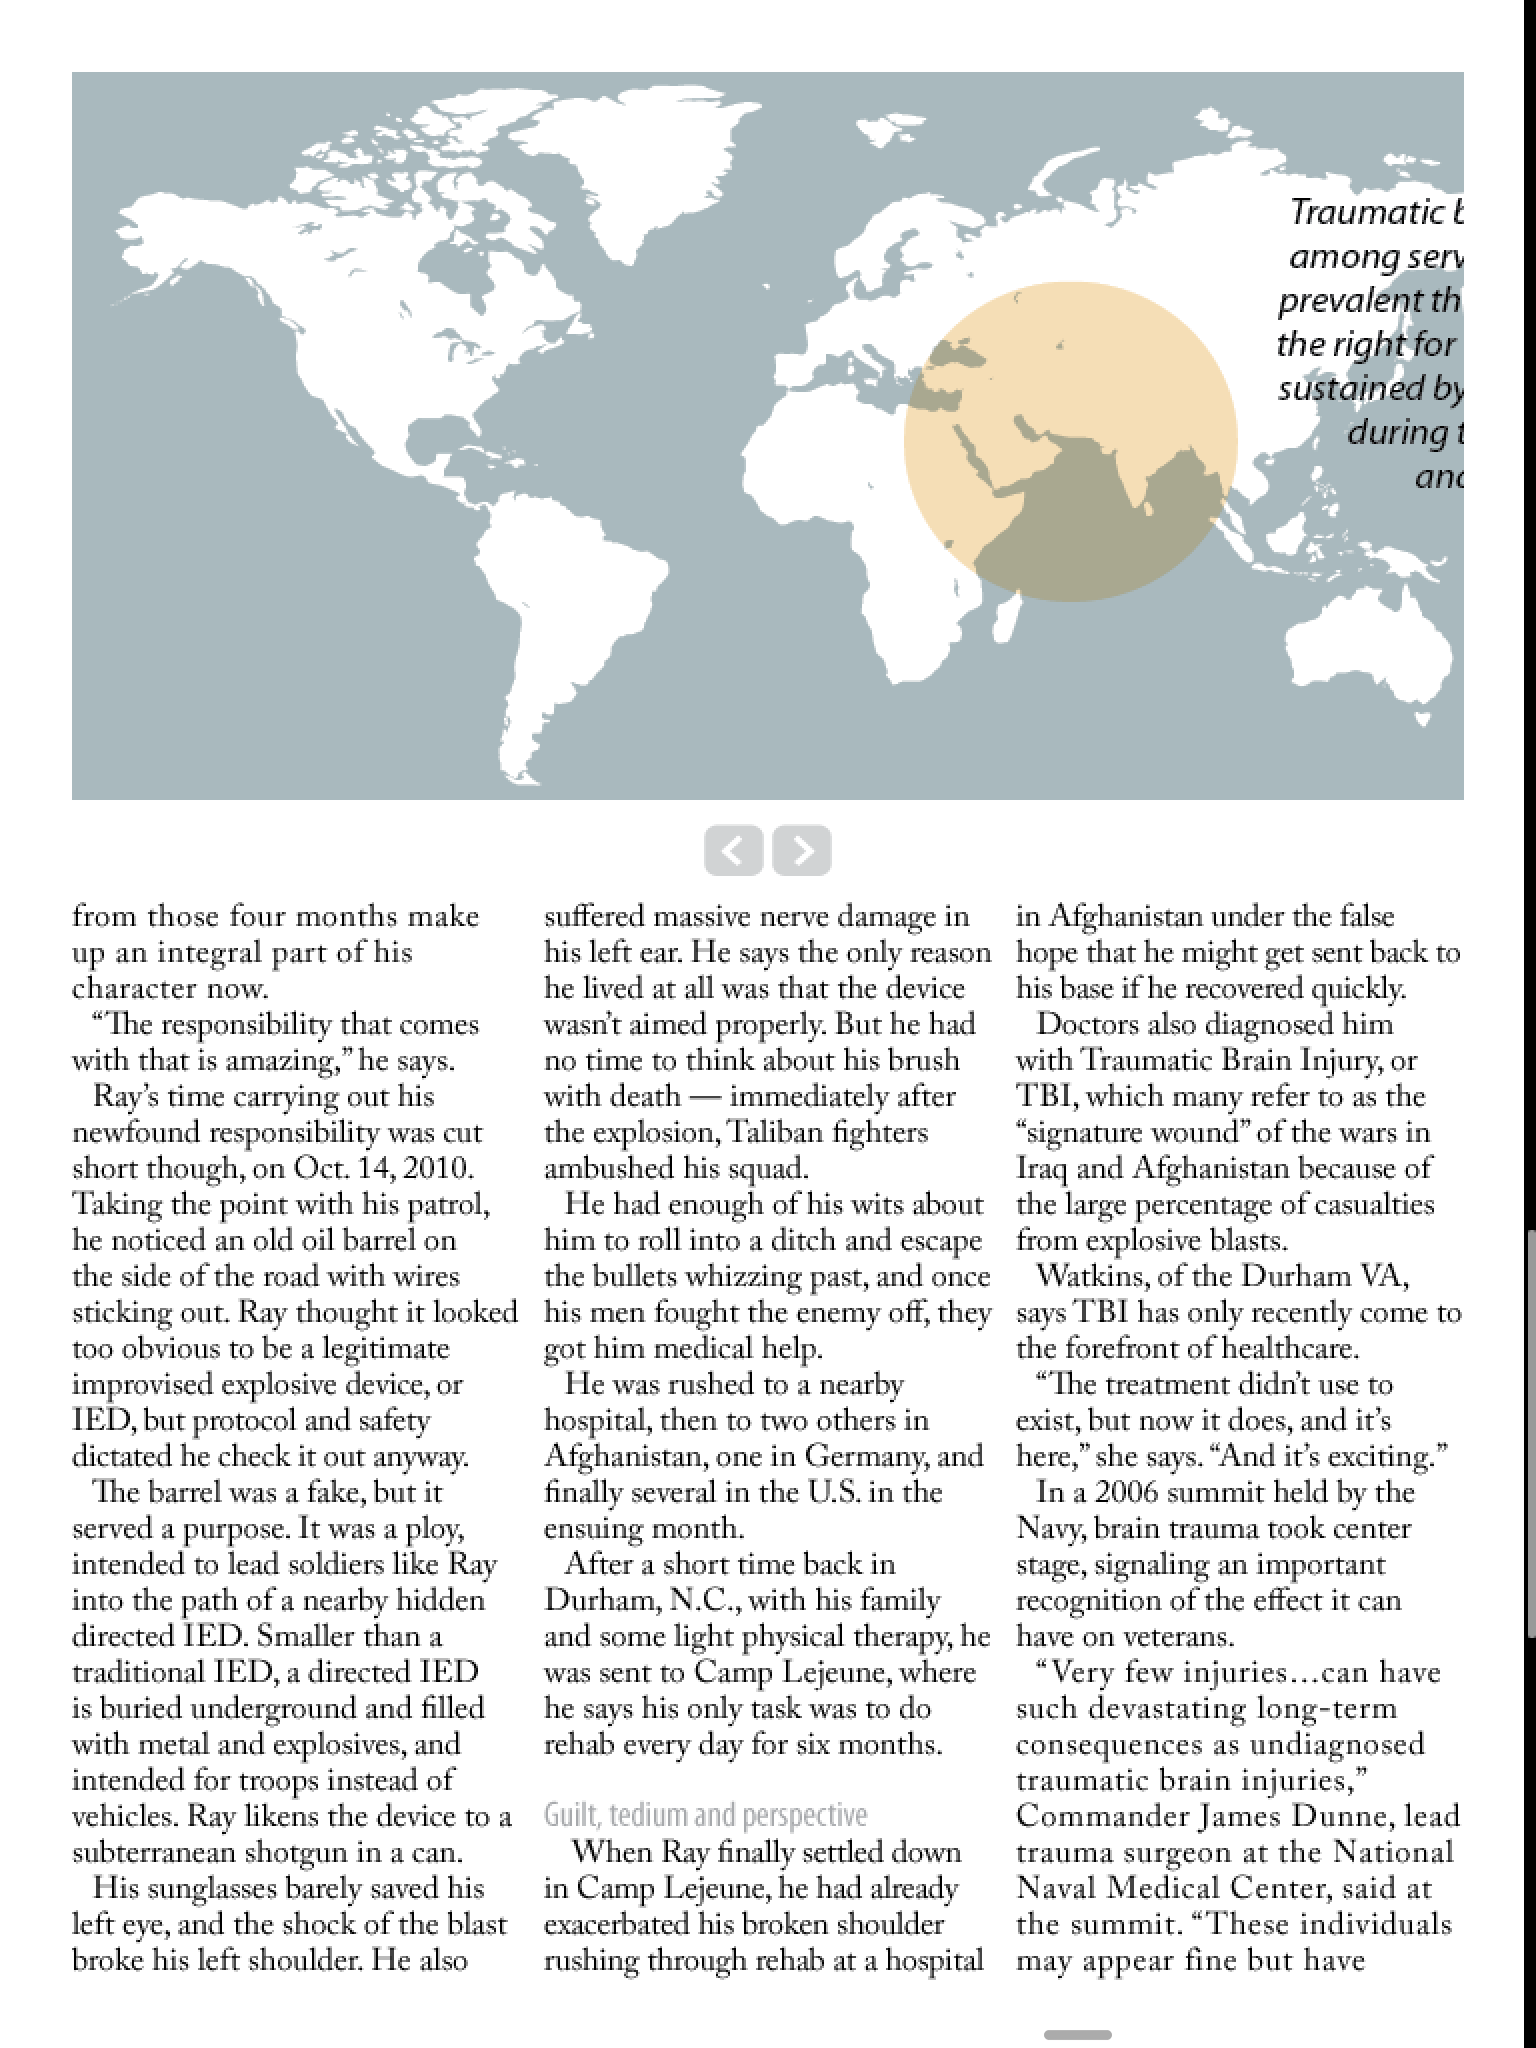 Traumatic
among
prevalent
the right for
sustained by
during
from those four months make
up an integral part of his
character now.
“The responsibility that comes
with that is amazing,” he says.
Ray’s time carrying out his
newfound responsibility was cut
short though, on Oct. 14, 2010.
Taking the point with his patrol,
he noticed an old oil barrel on
the side of the road with wires
sticking out. Ray thought it looked
too obvious to be a legitimate
improvised explosive device, or
IED, but protocol and safety
dictated he check it out anyway.
The barrel was a fake, but it
served a purpose. It was a ploy,
intended to lead soldiers like Ray
into the path of a nearby hidden
directed IED. Smaller than a
traditional IED, a directed IED
is buried underground and filled
with metal and explosives, and
intended for troops instead of
vehicles. Ray likens the device to a
subterranean shotgun in a can.
His sunglasses barely saved his
left eye, and the shock of the blast
broke his left shoulder. He also
suffered massive nerve damage in
his left ear. He says the only reason
he lived at all was that the device
wasn’t aimed properly. But he had
no time to think about his brush
with death — immediately after
the explosion, Taliban fighters
ambushed his squad.
He had enough of his wits about
him to roll into a ditch and escape
the bullets whizzing past, and once
his men fought the enemy off, they
got him medical help.
He was rushed to a nearby
hospital, then to two others in
Afghanistan, one in Germany, and
finally several in the U.S. in the
ensuing month.
After a short time back in
Durham, N.C., with his family
and some light physical therapy, he
was sent to Camp Lejeune, where
he says his only task was to do
rehab every day for six months.
Guilt, tedium and perspective
When Ray finally settled down
in Camp Lejeune, he had already
exacerbated his broken shoulder
rushing through rehab at a hospital
in Afghanistan under the false
hope that he might get sent back to
his base if he recovered quickly.
Doctors also diagnosed him
with Traumatic Brain Injury, or
TBI, which many refer to as the
“signature wound” of the wars in
Iraq and Afghanistan because of
the large percentage of casualties
from explosive blasts.
Watkins, of the Durham VA,
says TBI has only recently come to
the forefront of healthcare.
“The treatment didn’t use to
exist, but now it does, and it’s
here,” she says. “And it’s exciting.”
In a 2006 summit held by the
Navy, brain trauma took center
stage, signaling an important
recognition of the effect it can
have on veterans.
“Very few injuries…can have
such devastating long-term
consequences as undiagnosed
traumatic brain injuries,”
Commander James Dunne, lead
trauma surgeon at the National
Naval Medical Center, said at
the summit. “These individuals
may appear fine but have